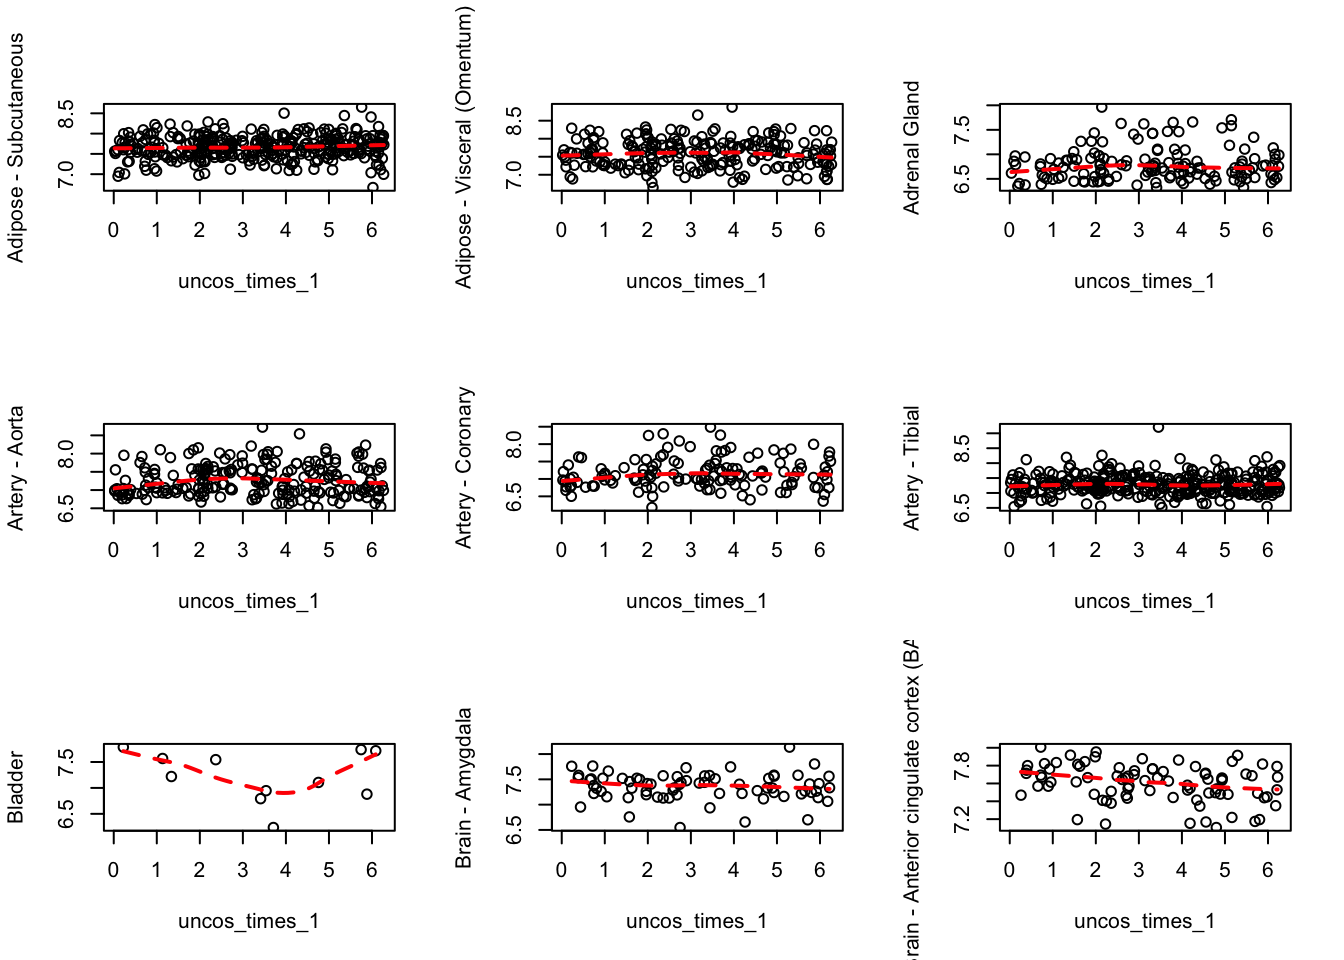 Adipose - Subcutaneous
7.0 8.5
0 1 2 3 4 5 6
uncos_times_1
Adipose - Visceral (Omentum)
7.0 8.5
0 1 2 3 4 5 6
uncos_times_1
Adrenal Gland
6.5 7.5
0 1 2 3 4 5 6
uncos_times_1
Artery - Aorta
6.5 8.0
0 1 2 3 4 5 6
uncos_times_1
Artery - Coronary
6.5 8.0
0 1 2 3 4 5 6
uncos_times_1
Artery - Tibial
6.5 8.5
0 1 2 3 4 5 6
uncos_times_1
Bladder
6.5 7.5
0 1 2 3 4 5 6
uncos_times_1
Brain - Amygdala
6.5 7.5
0 1 2 3 4 5 6
uncos_times_1
rain - Anterior cingulate cortex (BA
7.2 7.8
0 1 2 3 4 5 6
uncos_times_1